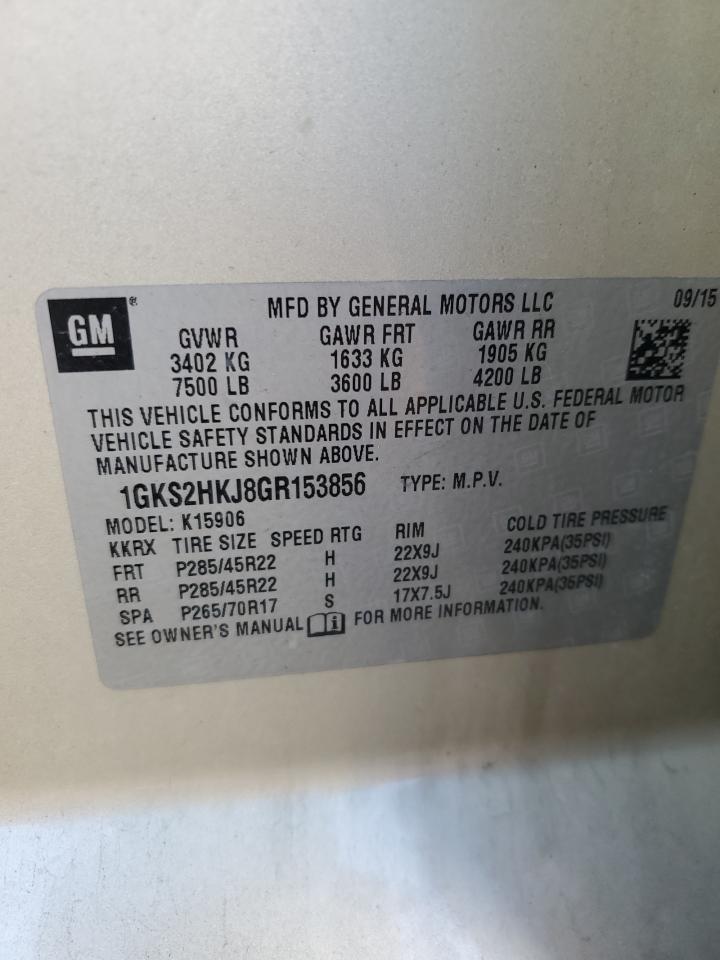 GM® MFD BY GENERAL MOTORS LLC 09/15
GVWR GAWR FRT GAWR RR
3402 KG 1633 KG 1905 KG
7500 LB 3600 LB 4200 LB
THIS VEHICLE CONFORMS TO ALL APPLICABLE U.S. FEDERAL MOTOR
VEHICLE SAFETY STANDARDS IN EFFECT ON THE DATE OF
MANUFACTURE SHOWN ABOVE.
1GKS2HKJ8GR153856 TYPE: M.P.V.
MODEL: K15906
KKRX TIRE SIZE SPEED RTG RIM COLD TIRE PRESSURE
FRT P285/45R22 H 22X9J 240KPA(35PSI)
RR P285/45R22 H 22X9J 240KPA(35PSI)
SPA P265/70R17 S 17X7.5J 240KPA(35PSI)
SEE OWNER'S MANUAL i FOR MORE INFORMATION.